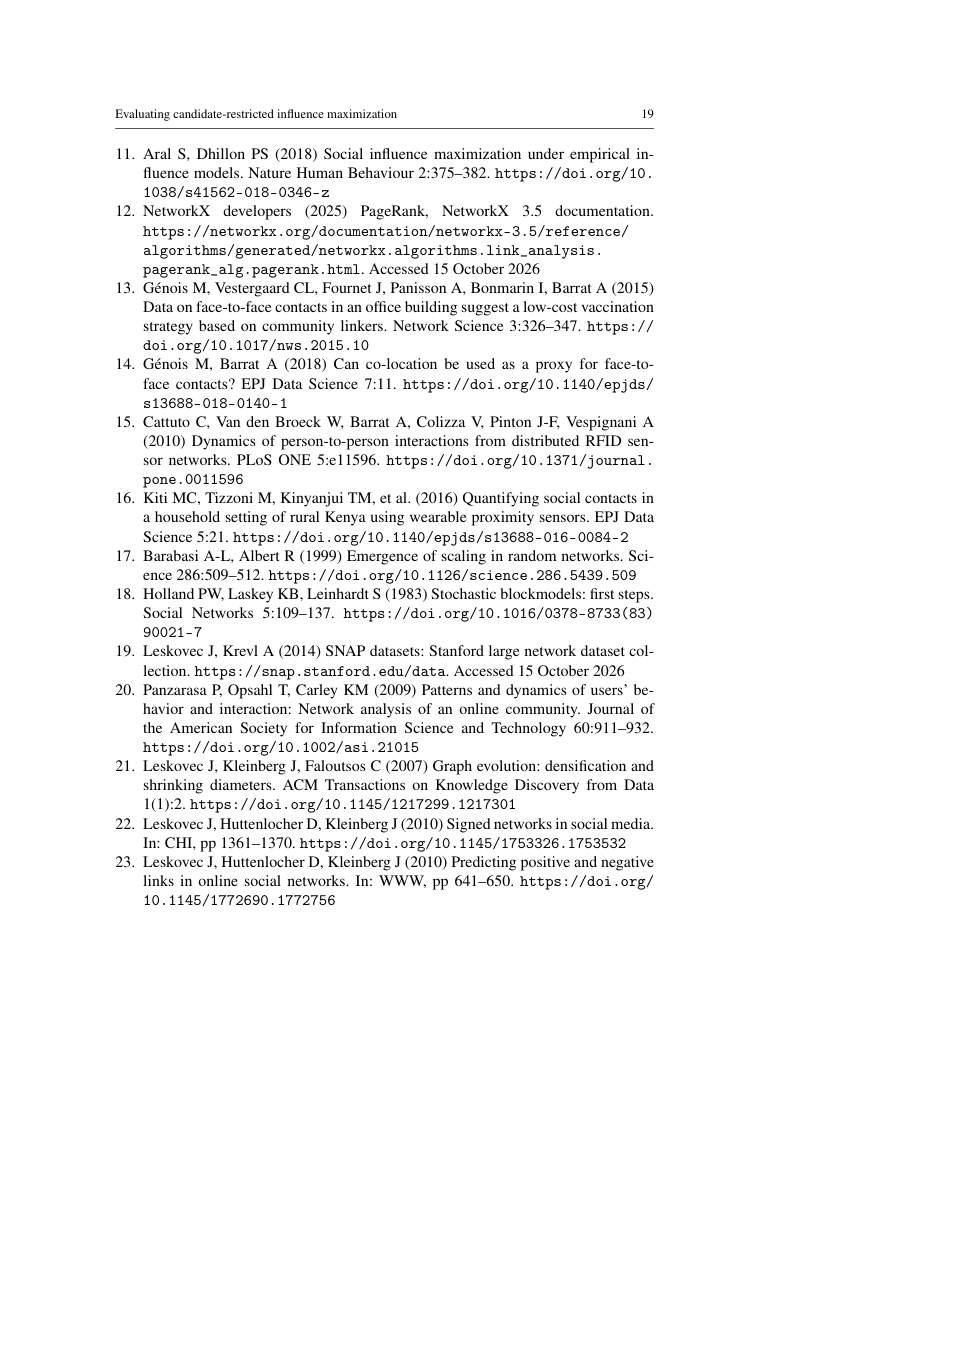 Evaluating candidate-restricted influence maximization 19
11. Aral S, Dhillon PS (2018) Social influence maximization under empirical in-
fluence models. Nature Human Behaviour 2:375–382. https://doi.org/10.
1038/s41562-018-0346-z
12. NetworkX developers (2025) PageRank, NetworkX 3.5 documentation.
https://networkx.org/documentation/networkx-3.5/reference/
algorithms/generated/networkx.algorithms.link_analysis.
pagerank_alg.pagerank.html. Accessed 15 October 2026
13. Génois M, Vestergaard CL, Fournet J, Panisson A, Bonmarin I, Barrat A (2015)
Data on face-to-face contacts in an office building suggest a low-cost vaccination
strategy based on community linkers. Network Science 3:326–347. https://
doi.org/10.1017/nws.2015.10
14. Génois M, Barrat A (2018) Can co-location be used as a proxy for face-to-
face contacts? EPJ Data Science 7:11. https://doi.org/10.1140/epjds/
s13688-018-0140-1
15. Cattuto C, Van den Broeck W, Barrat A, Colizza V, Pinton J-F, Vespignani A
(2010) Dynamics of person-to-person interactions from distributed RFID sen-
sor networks. PLoS ONE 5:e11596. https://doi.org/10.1371/journal.
pone.0011596
16. Kiti MC, Tizzoni M, Kinyanjui TM, et al. (2016) Quantifying social contacts in
a household setting of rural Kenya using wearable proximity sensors. EPJ Data
Science 5:21. https://doi.org/10.1140/epjds/s13688-016-0084-2
17. Barabasi A-L, Albert R (1999) Emergence of scaling in random networks. Sci-
ence 286:509–512. https://doi.org/10.1126/science.286.5439.509
18. Holland PW, Laskey KB, Leinhardt S (1983) Stochastic blockmodels: first steps.
Social Networks 5:109–137. https://doi.org/10.1016/0378-8733(83)
90021-7
19. Leskovec J, Krevl A (2014) SNAP datasets: Stanford large network dataset col-
lection. https://snap.stanford.edu/data. Accessed 15 October 2026
20. Panzarasa P, Opsahl T, Carley KM (2009) Patterns and dynamics of users’ be-
havior and interaction: Network analysis of an online community. Journal of
the American Society for Information Science and Technology 60:911–932.
https://doi.org/10.1002/asi.21015
21. Leskovec J, Kleinberg J, Faloutsos C (2007) Graph evolution: densification and
shrinking diameters. ACM Transactions on Knowledge Discovery from Data
1(1):2. https://doi.org/10.1145/1217299.1217301
22. Leskovec J, Huttenlocher D, Kleinberg J (2010) Signed networks in social media.
In: CHI, pp 1361–1370. https://doi.org/10.1145/1753326.1753532
23. Leskovec J, Huttenlocher D, Kleinberg J (2010) Predicting positive and negative
links in online social networks. In: WWW, pp 641–650. https://doi.org/
10.1145/1772690.1772756